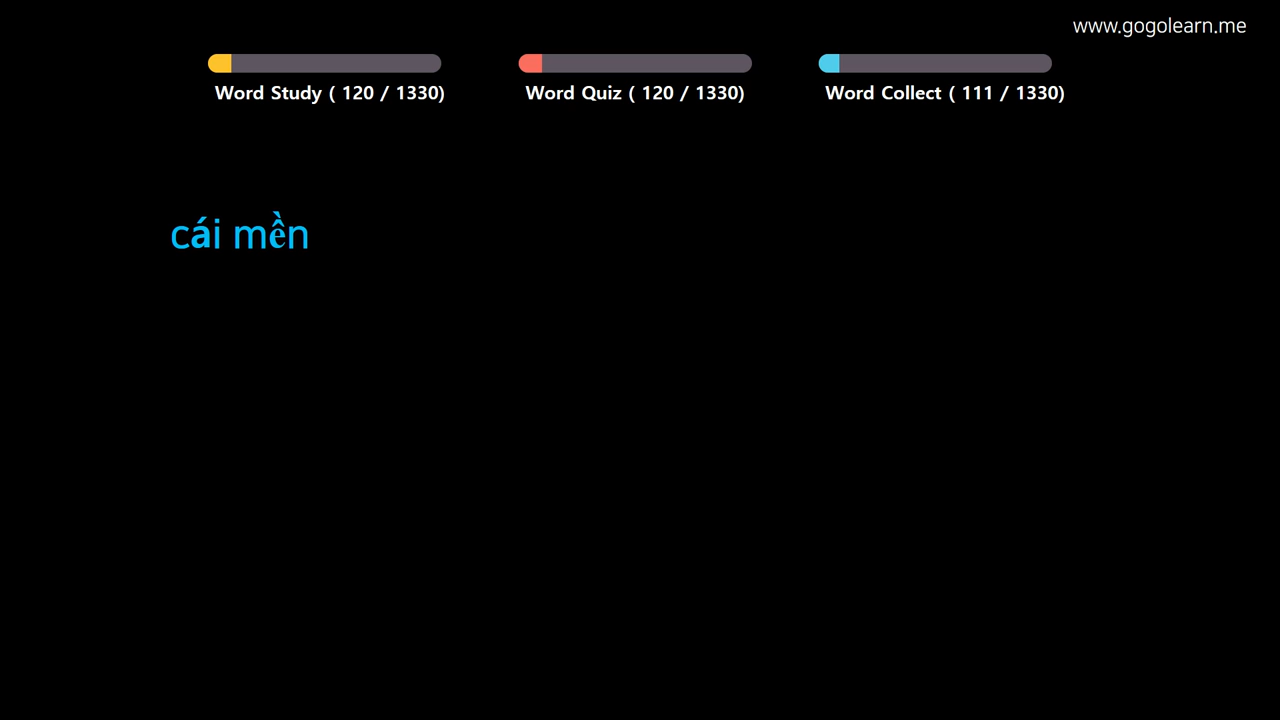 www.gogolearn.me
Word Study ( 120 / 1330)
Word Quiz ( 120 / 1330)
Word Collect ( 111 / 1330)
cái mền